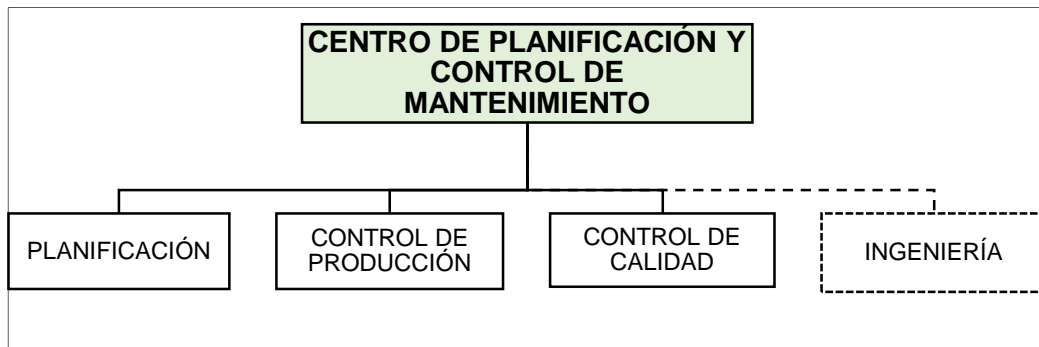 CENTRO DE PLANIFICACIÓN Y
CONTROL DE
MANTENIMIENTO
PLANIFICACIÓN
CONTROL DE
PRODUCCIÓN
CONTROL DE
CALIDAD
INGENIERÍA